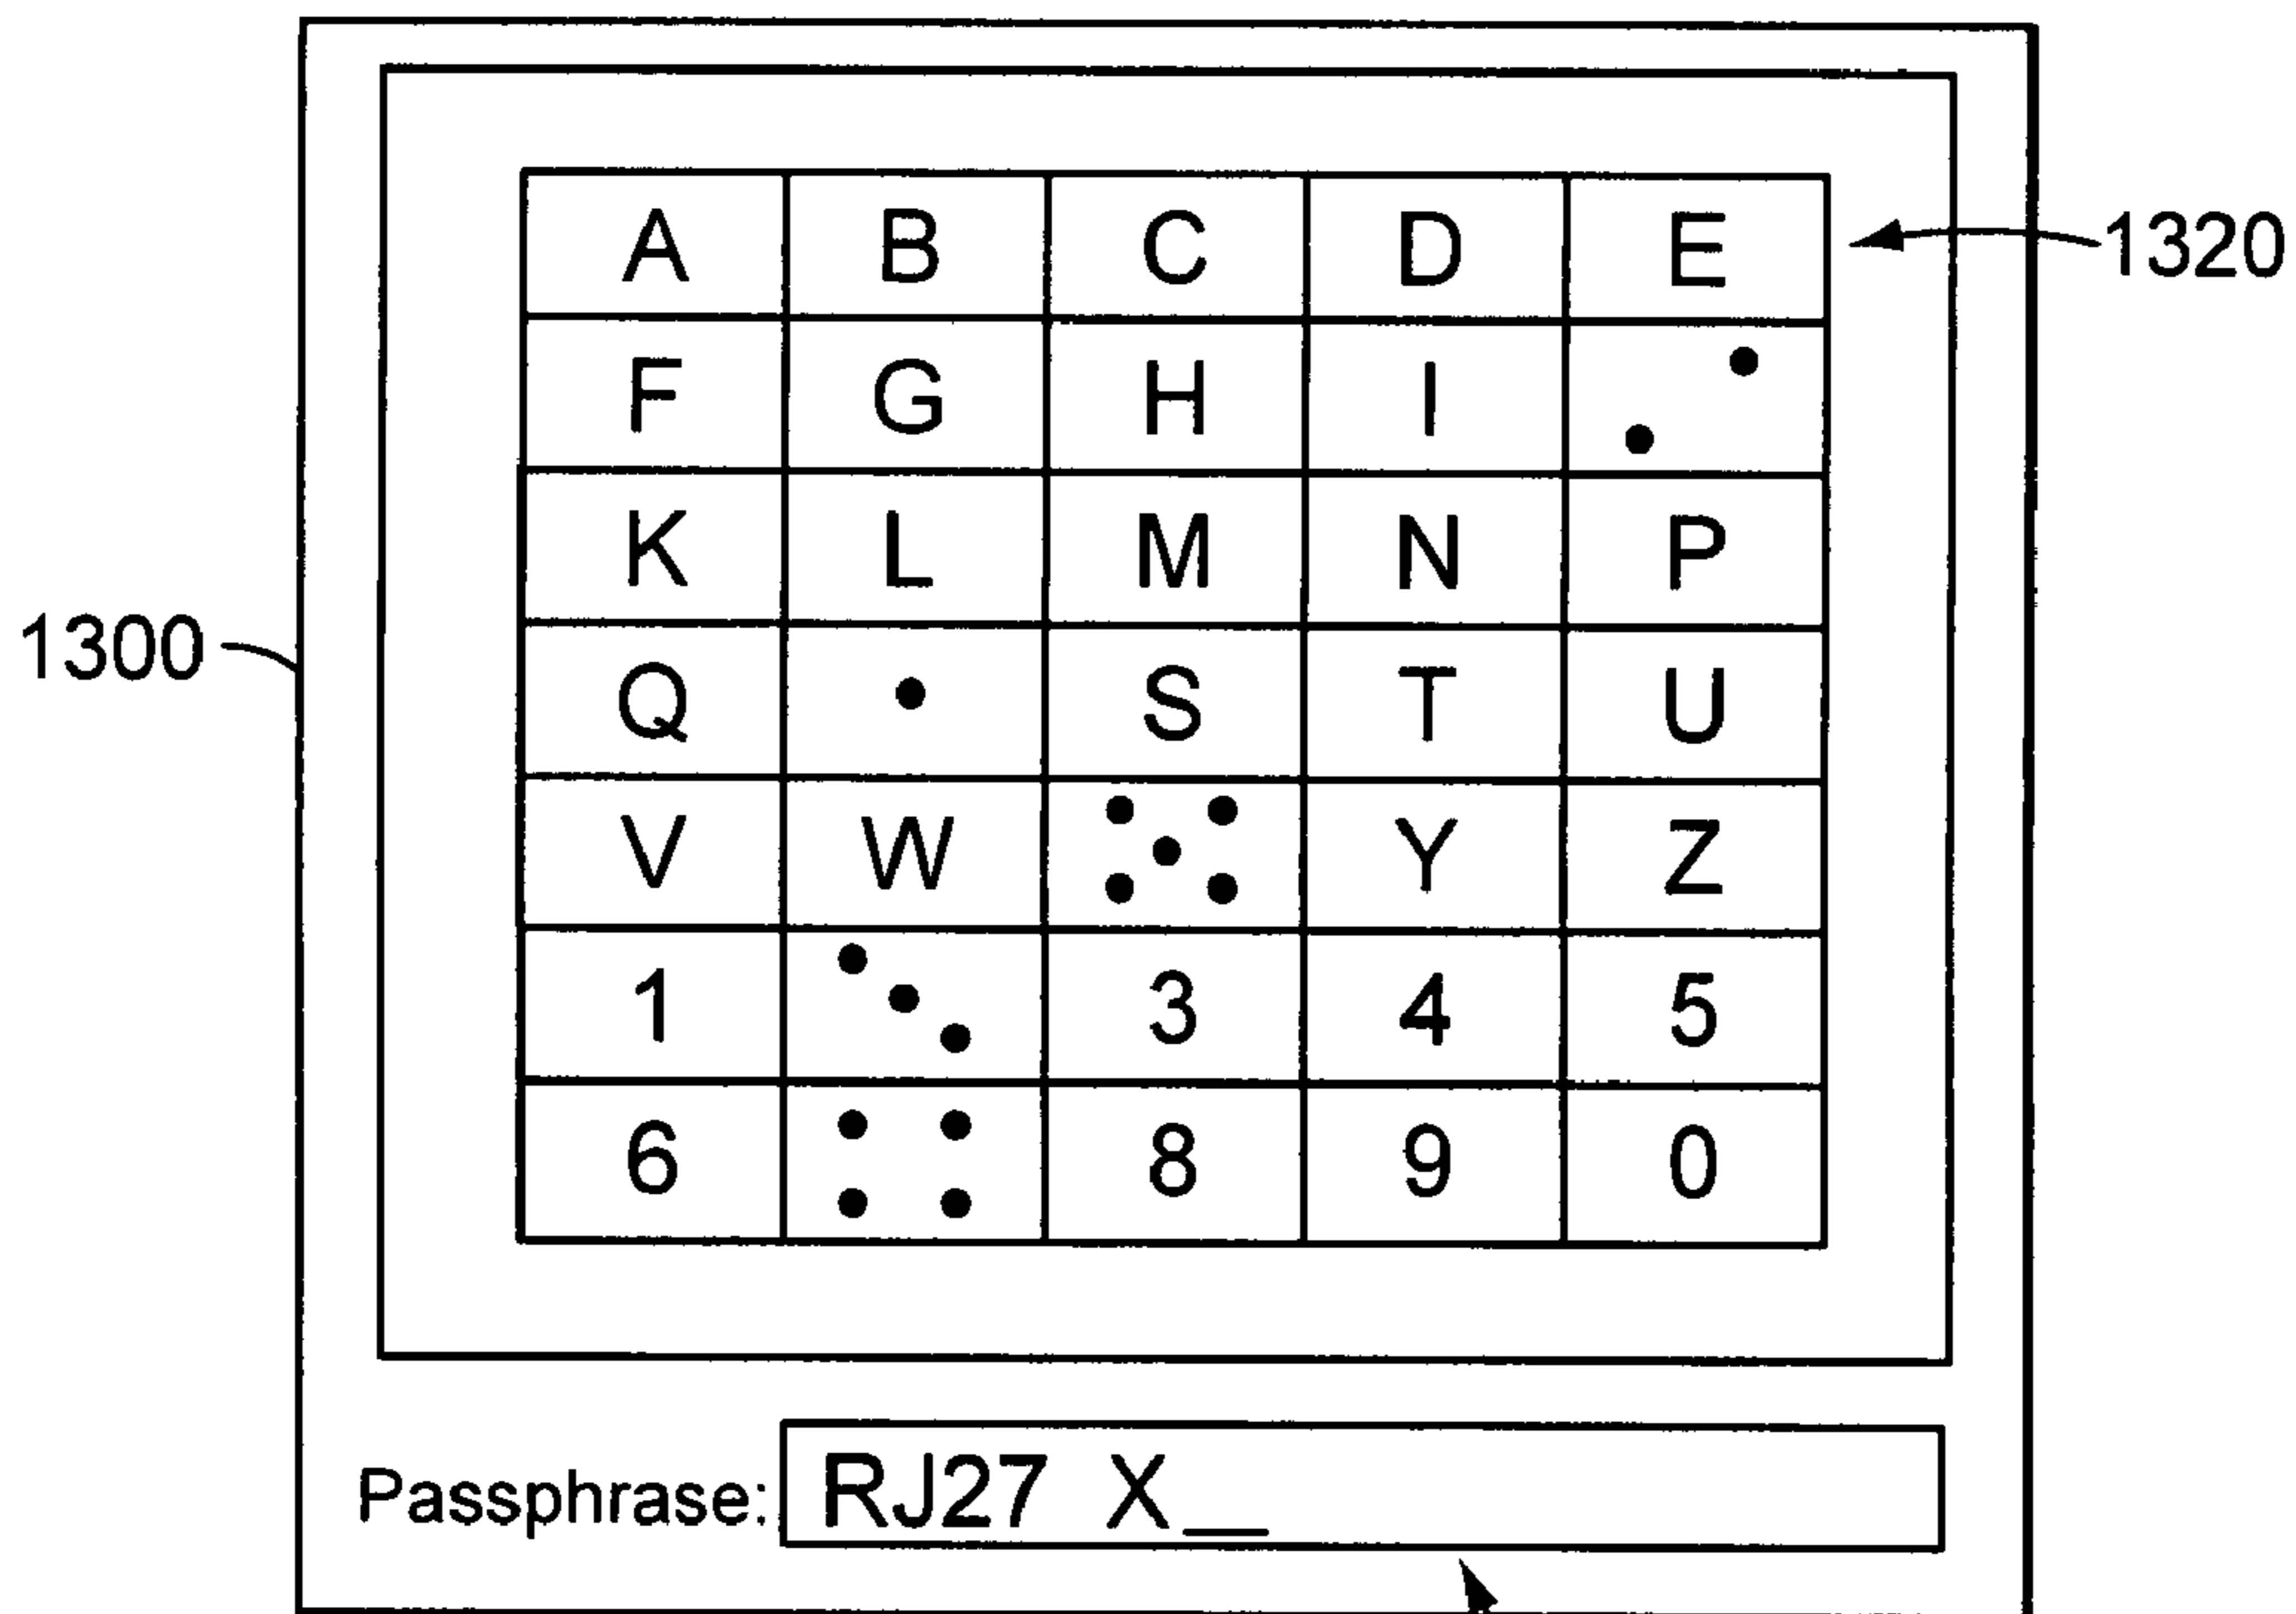 A B C D E
1320
F G H I
K L M N P
1300
Q S T U
V W Y Z
1 3 4 5
6 8 9 0
Passphrase: RJ27 X__